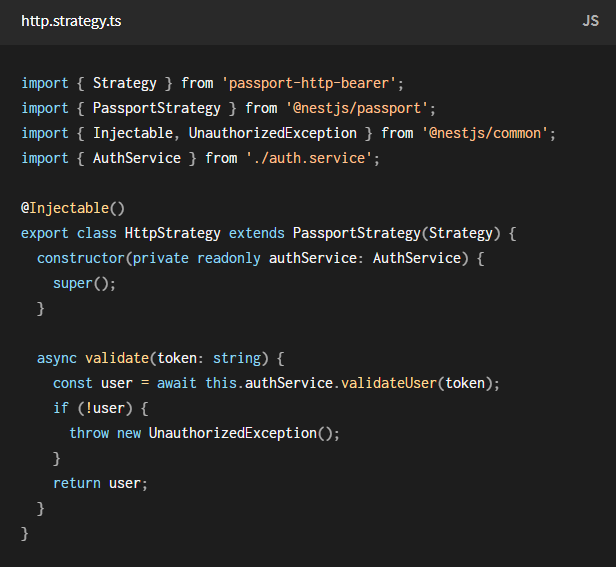 http.strategy.ts
JS
import { Strategy } from 'passport-http-bearer';
import { PassportStrategy } from '@nestjs/passport';
import { Injectable, UnauthorizedException } from '@nestjs/common';
import { AuthService } from './auth.service';

@Injectable()
export class HttpStrategy extends PassportStrategy(Strategy) {
  constructor(private readonly authService: AuthService) {
    super();
  }

  async validate(token: string) {
    const user = await this.authService.validateUser(token);
    if (!user) {
      throw new UnauthorizedException();
    }
    return user;
  }
}